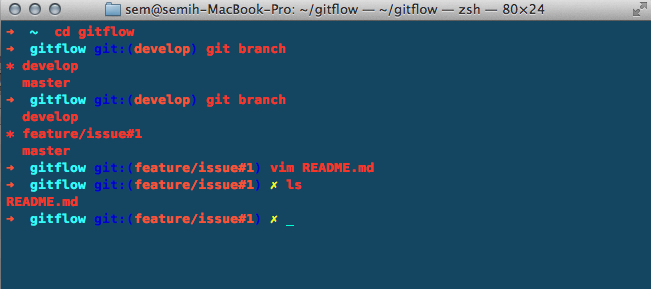 sem@semih-MacBook-Pro: ~/gitflow — ~/gitflow — zsh — 80×24
➜  ~  cd gitflow
➜  gitflow git:(develop) git branch
* develop
  master
➜  gitflow git:(develop) git branch
  develop
* feature/issue#1
  master
➜  gitflow git:(feature/issue#1) vim README.md
➜  gitflow git:(feature/issue#1) ✗ ls
README.md
➜  gitflow git:(feature/issue#1) ✗ _